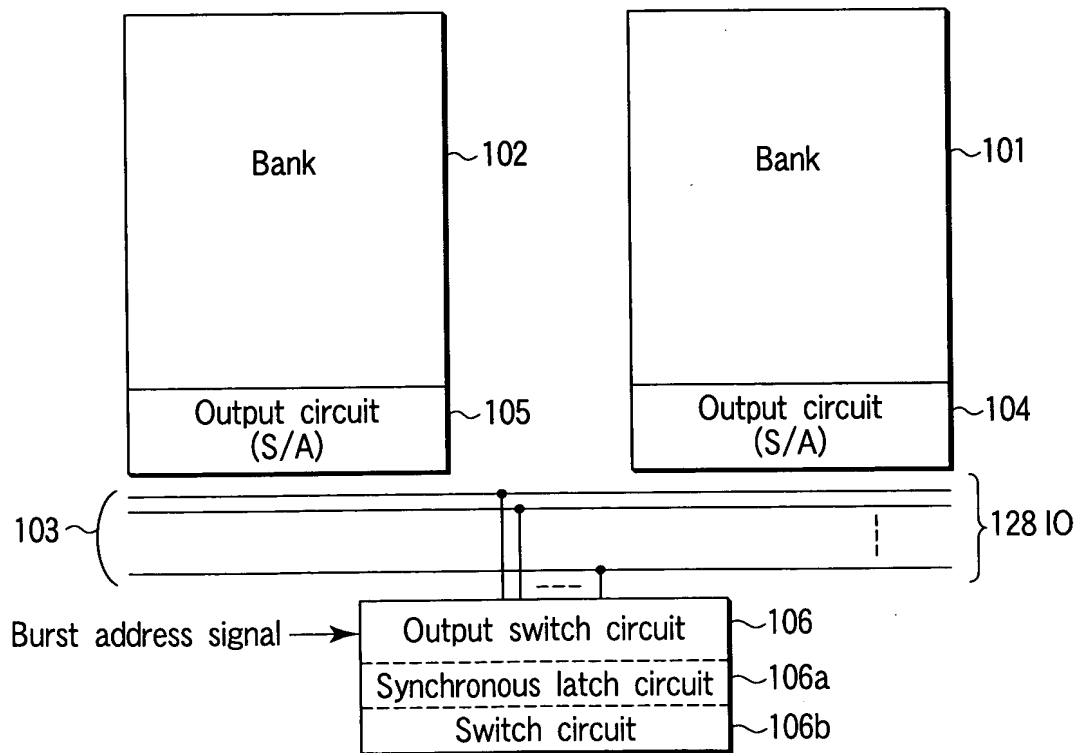 Bank
102
Bank
101
Output circuit
(S/A)
105
Output circuit
(S/A)
104
103
128 IO
Burst address signal
Output switch circuit
106
Synchronous latch circuit
106a
Switch circuit
106b